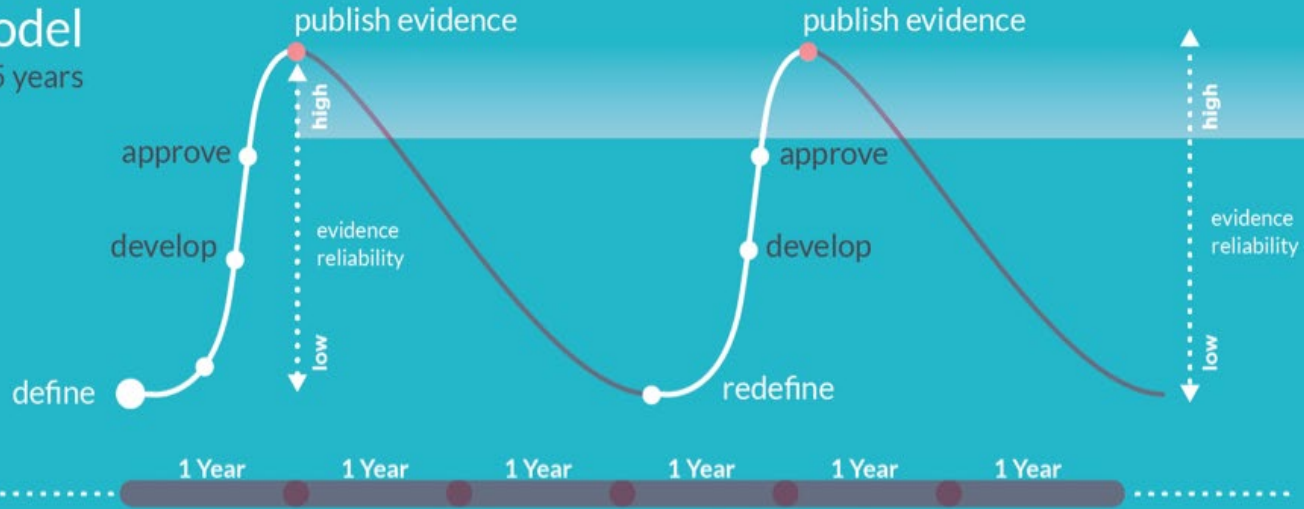 publish evidence
publish evidence
years
high
high
approve
approve
evidence
reliability
evidence
reliability
develop
develop
low
low
define
redefine
1 Year
1 Year
1 Year
1 Year
1 Year
1 Year